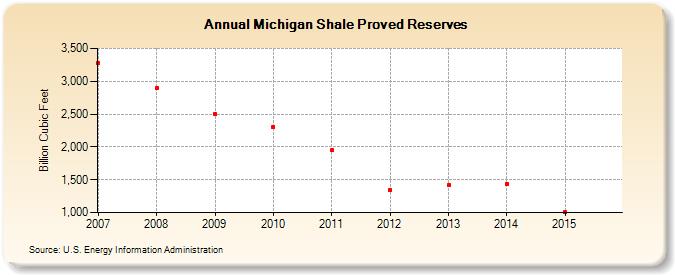 Annual Michigan Shale Proved Reserves
Billion Cubic Feet
3,500
3,000
2,500
2,000
1,500
1,000
2007 2008 2009 2010 2011 2012 2013 2014 2015
Source: U.S. Energy Information Administration